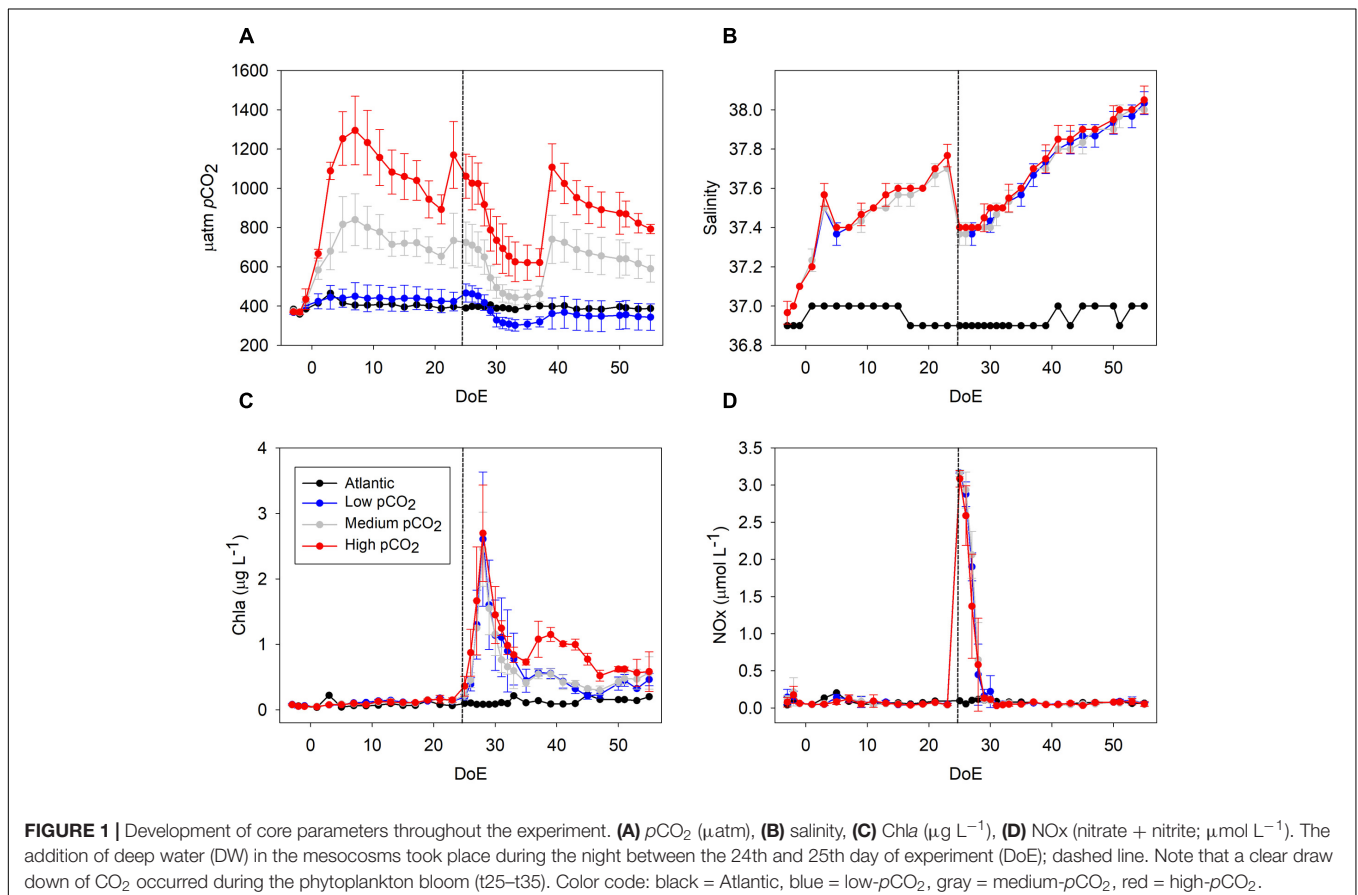 A
B
1600
1400
1200
1000
800
600
400
200
µatm pCO2
0 10 20 30 40 50
DoE
38.0
37.8
37.6
37.4
37.2
37.0
36.8
Salinity
0 10 20 30 40 50
DoE
C
D
4
3
2
1
0
Chla (µg L−1)
Atlantic
Low pCO2
Medium pCO2
High pCO2
0 10 20 30 40 50
DoE
3.5
3.0
2.5
2.0
1.5
1.0
0.5
0.0
NOx (µmol L−1)
0 10 20 30 40 50
DoE
FIGURE 1 | Development of core parameters throughout the experiment. (A) pCO2 (µatm), (B) salinity, (C) Chla (µg L−1), (D) NOx (nitrate + nitrite; µmol L−1). The
addition of deep water (DW) in the mesocosms took place during the night between the 24th and 25th day of experiment (DoE); dashed line. Note that a clear draw
down of CO2 occurred during the phytoplankton bloom (t25–t35). Color code: black = Atlantic, blue = low-pCO2, gray = medium-pCO2, red = high-pCO2.